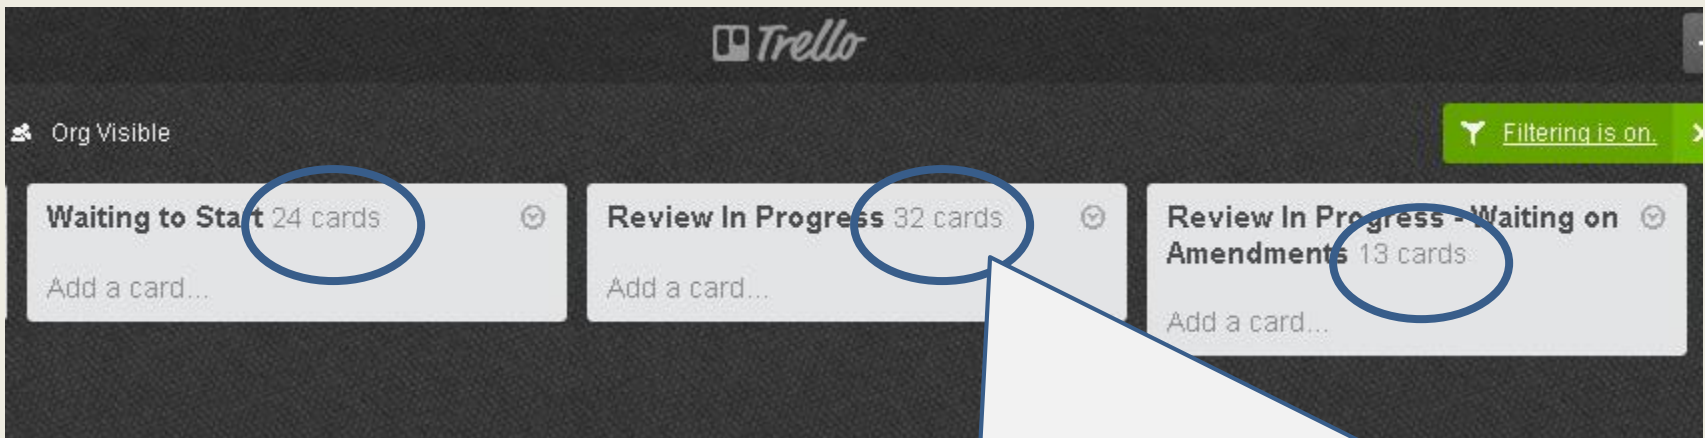 Trello
Org Visible
Filtering is on.
Waiting to Start 24 cards
Add a card...
Review In Progress 32 cards
Add a card...
Review In Progress - Waiting on
Amendments 13 cards
Add a card...